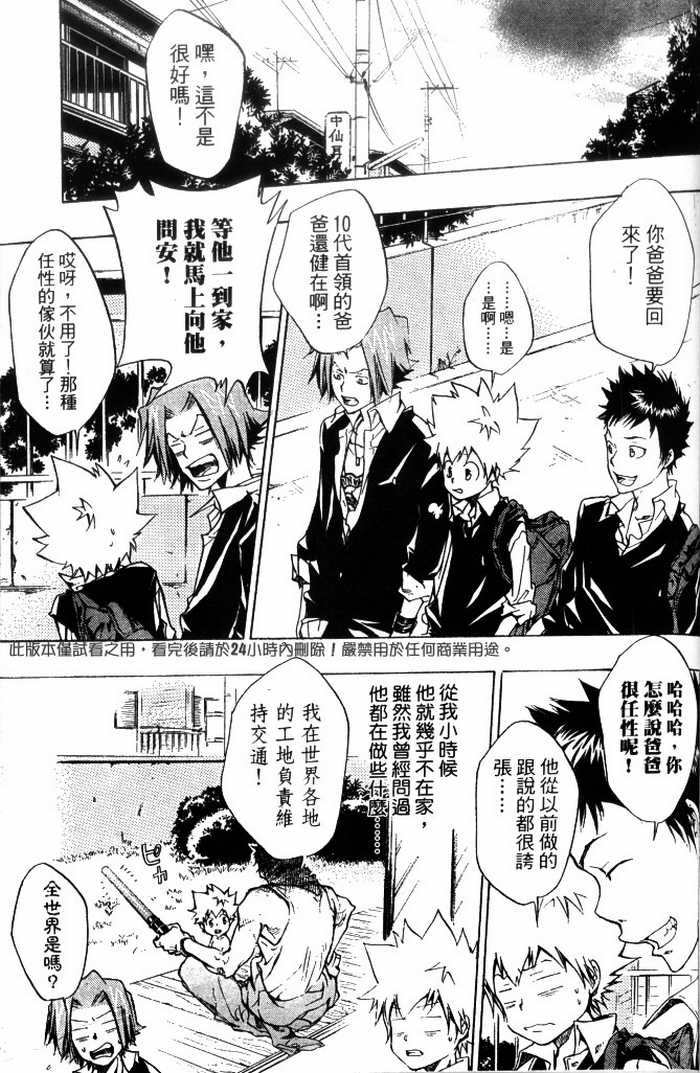 嘿，這不是
很好嗎！
中仙
你爸爸要回
來了！
……嗯…是
…是啊……
10代首領的爸
爸還健在啊…
等他一到家，
我就馬上向他
問安！
哎呀，不用了！那種
任性的傢伙就算了…
此版本僅試看之用，看完後請於24小時內刪除！嚴禁用於任何商業用途。
哈哈哈，你
怎麼說爸爸
很任性呢！
他從以前做的
跟說的都很誇
張……
從我小時候
他就幾乎不在家，
雖然我曾經問過
他都在做些什麼……
我在世界各地
的工地負責維
持交通！
ピカ
全世界是嗎？